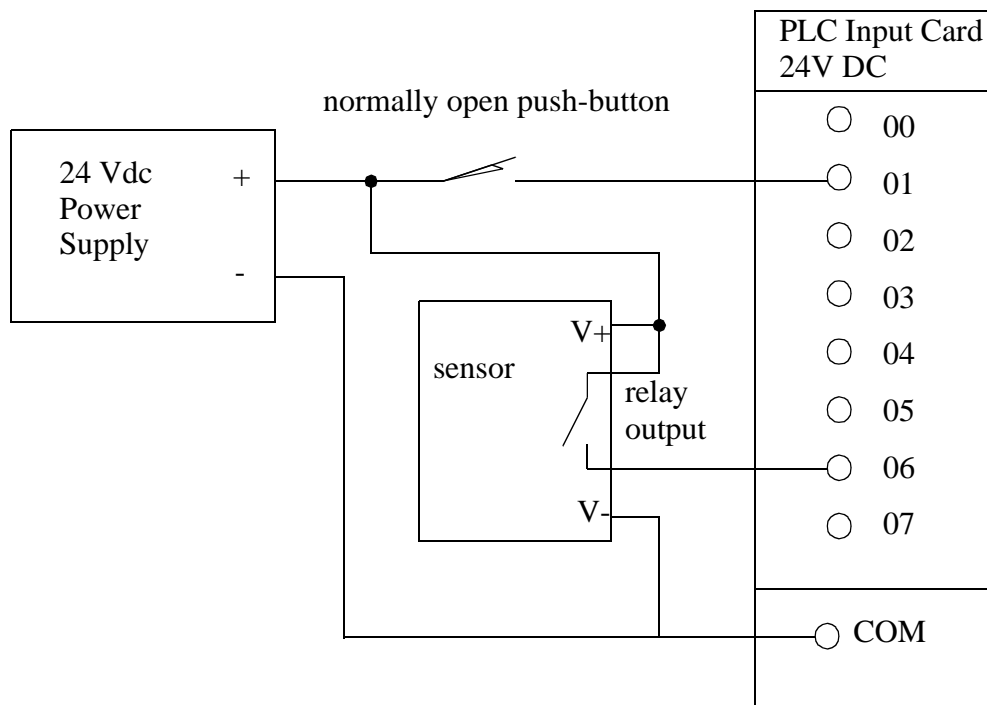 PLC Input Card
24V DC
normally open push-button
00
24 Vdc
Power
Supply
+
-
01
02
03
04
05
06
07
V+
sensor
relay
output
V-
COM